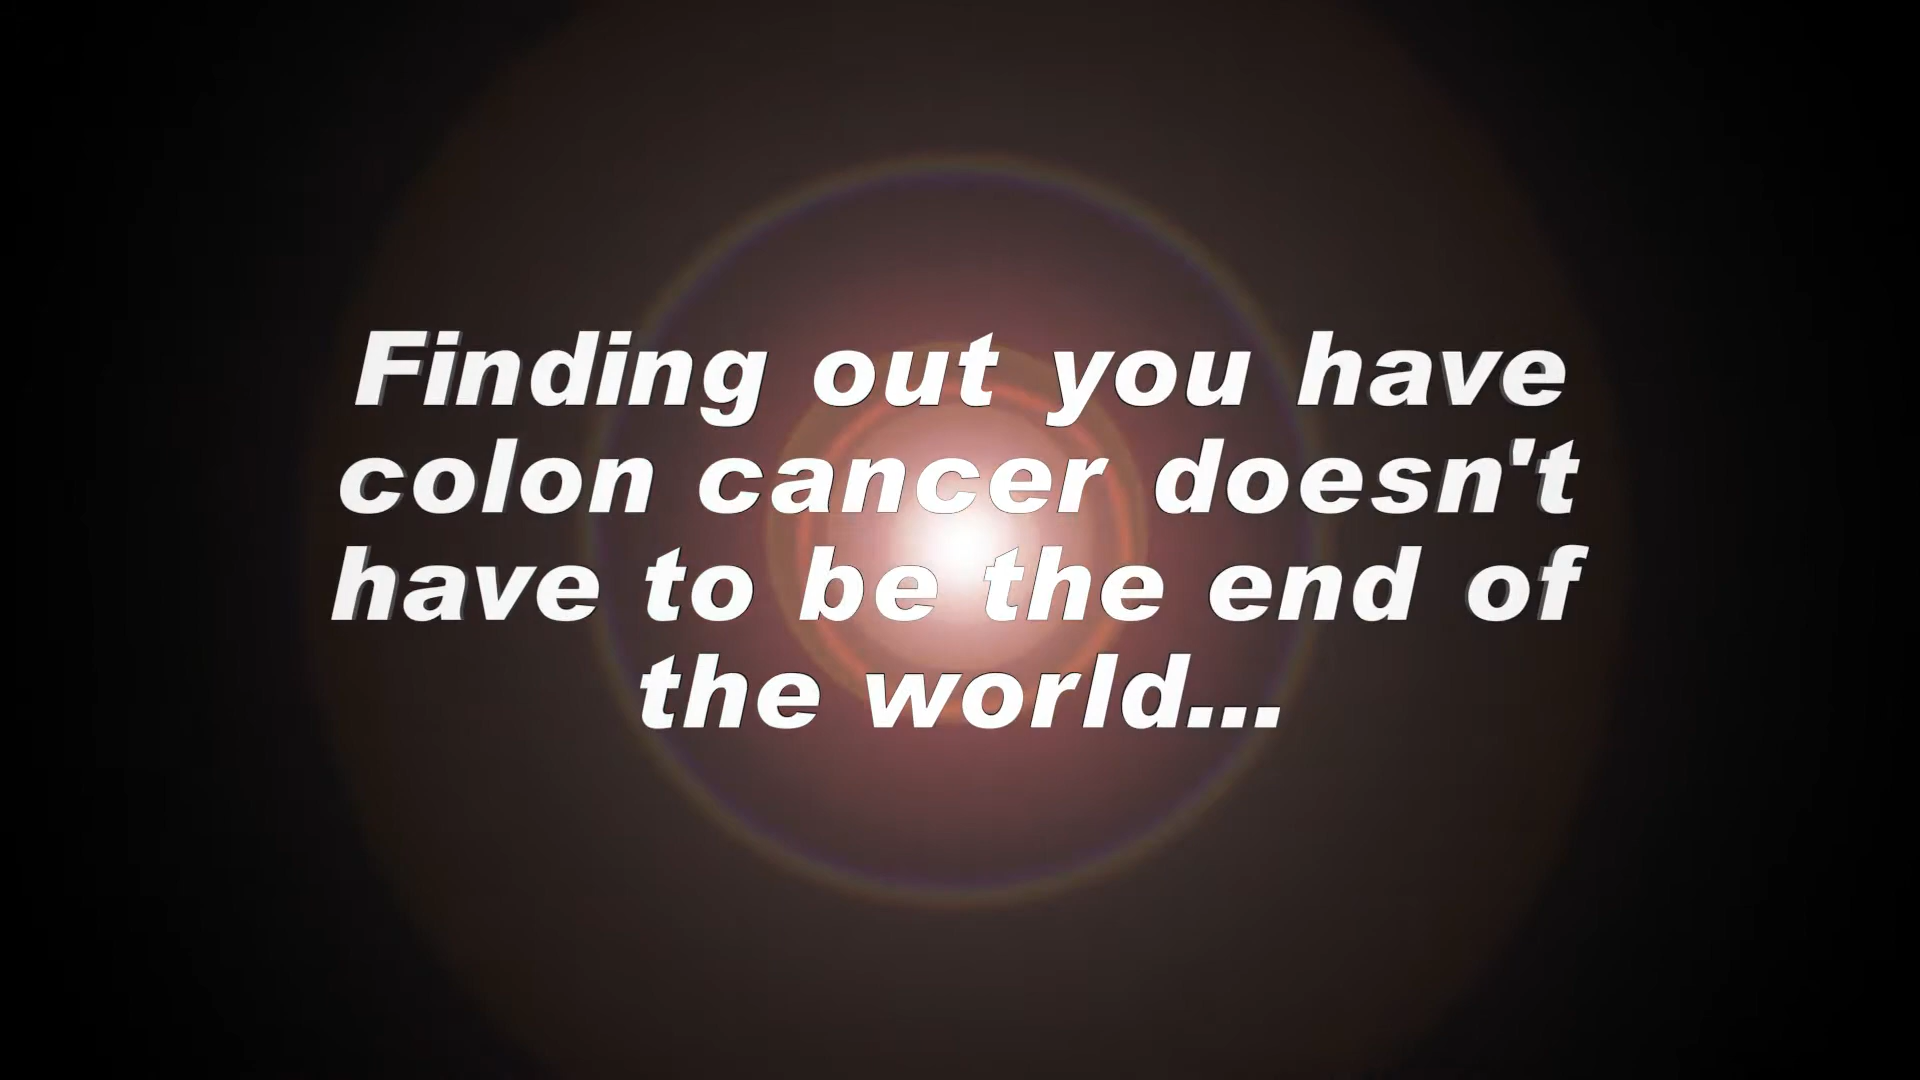 Finding out you have
colon cancer doesn't
have to be the end of
the world...